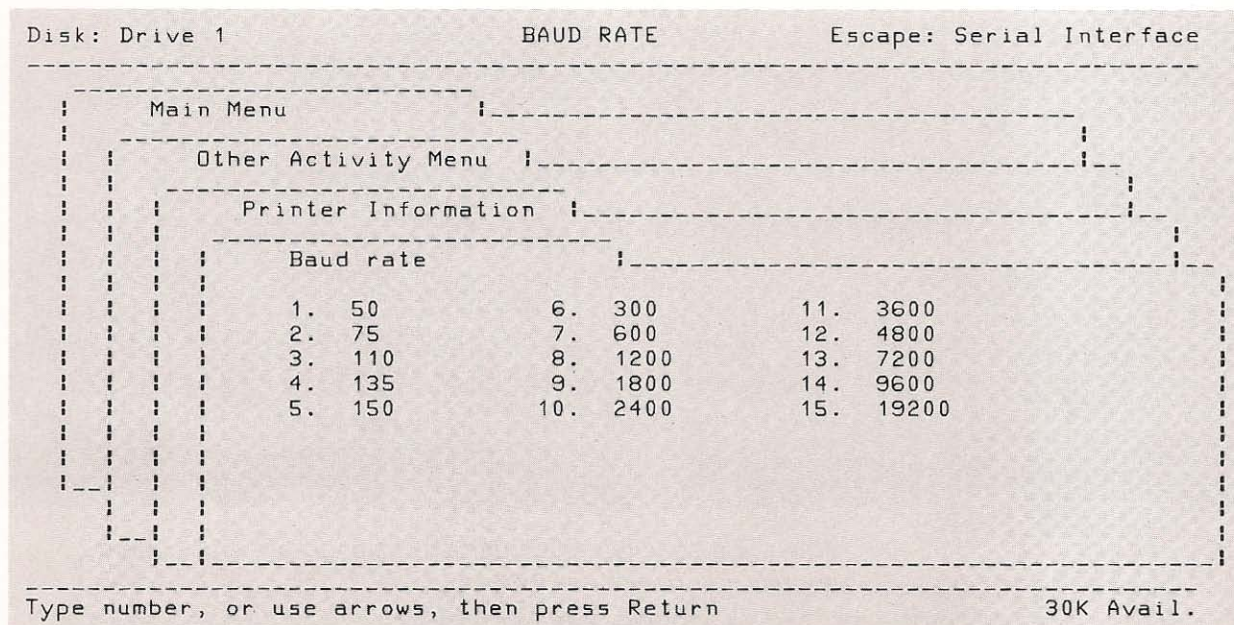 Disk: Drive 1 BAUD RATE Escape: Serial Interface
Main Menu
Other Activity Menu
Printer Information
Baud rate
1. 50 6. 300 11. 3600
2. 75 7. 600 12. 4800
3. 110 8. 1200 13. 7200
4. 135 9. 1800 14. 9600
5. 150 10. 2400 15. 19200
Type number, or use arrows, then press Return 30K Avail.